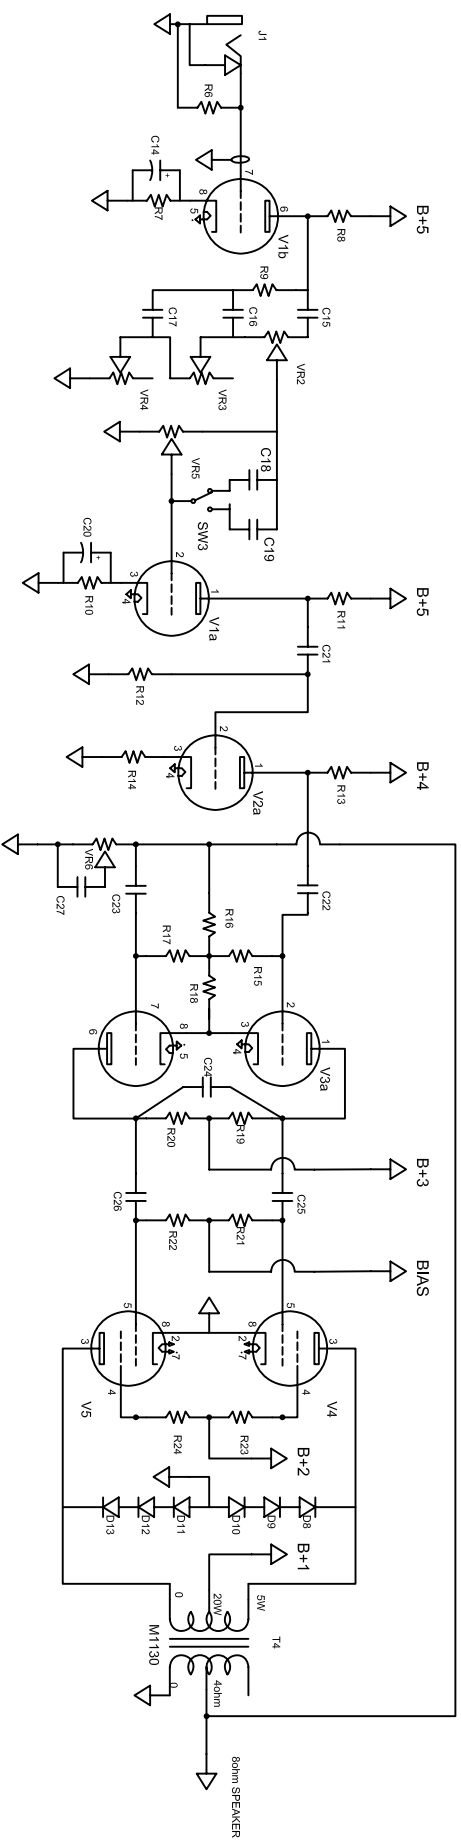 J1
R6
7
C14
+
R7
8
5
6
V1b
B+5
R8
R9
C17
C16
C15
VR2
VR4
VR3
VR5
C18
SW3
C19
2
C20
+
R10
3
4
1
V1a
B+5
R11
C21
R12
2
R14
3
4
1
V2a
B+4
R13
VR6
C27
C23
C22
R16
R17
R15
R18
7
2
8
3
6
5
4
1
V3a
C24
R20
R19
B+3
C26
C25
R22
R21
BIAS
5
5
8
8
3
2
7
2
7
3
4
4
V5
V4
R24
R23
B+2
D13
D12
D11
D10
D9
D8
B+1
0
20W
5W
M1130
T4
0
4ohm
8ohm SPEAKER